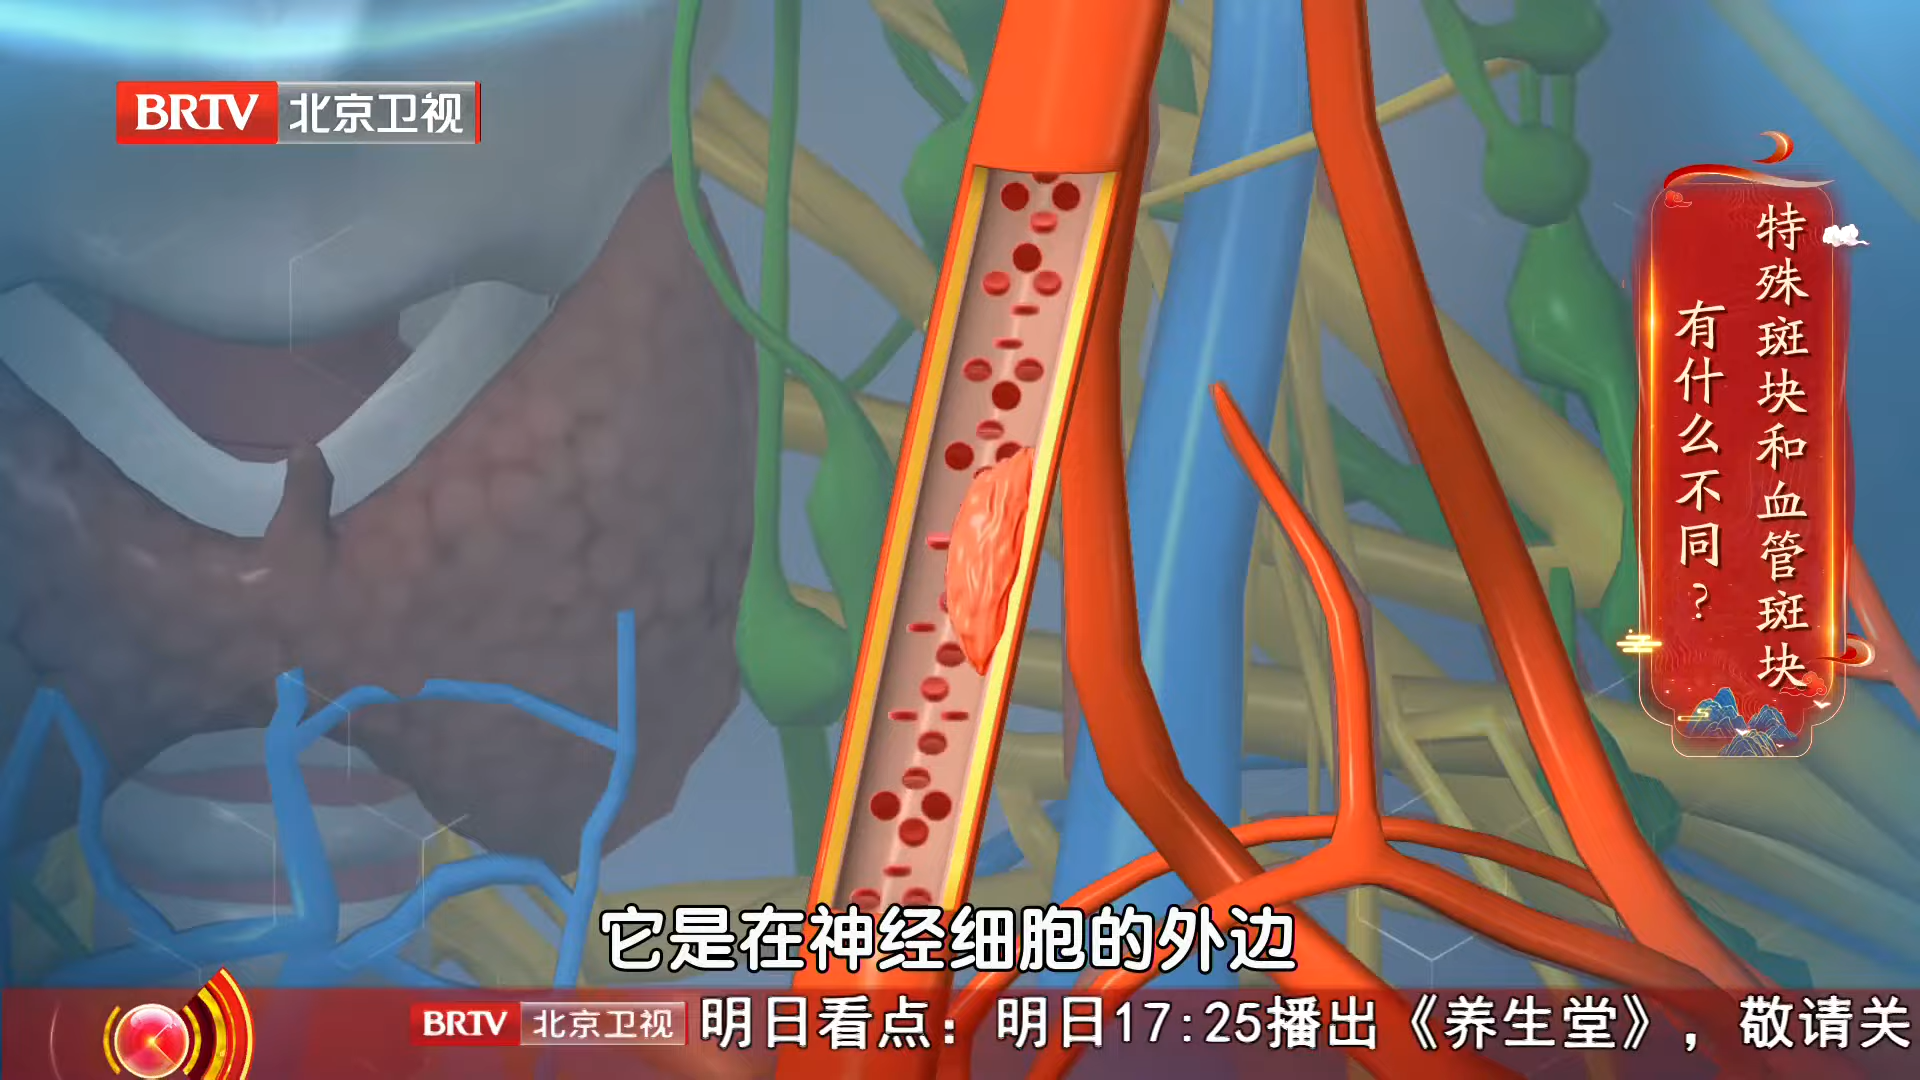 BRTV 北京卫视
特殊斑块和血管斑块
有什么不同？
它是在神经细胞的外边
BRTV 北京卫视 明日看点：明日17:25播出《养生堂》，敬请关